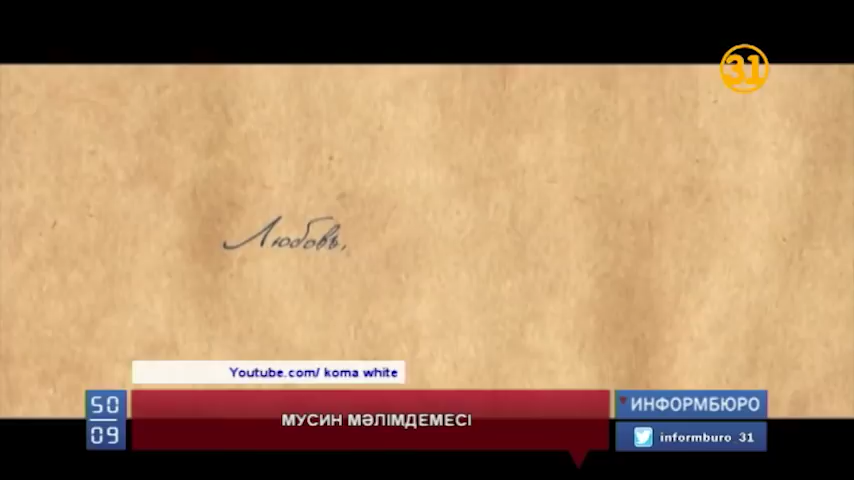 31
Любовь,
Youtube.com/ koma white
50
09
МУСИН МӘЛІМДЕМЕСІ
ИНФОРМБЮРО
informburo 31